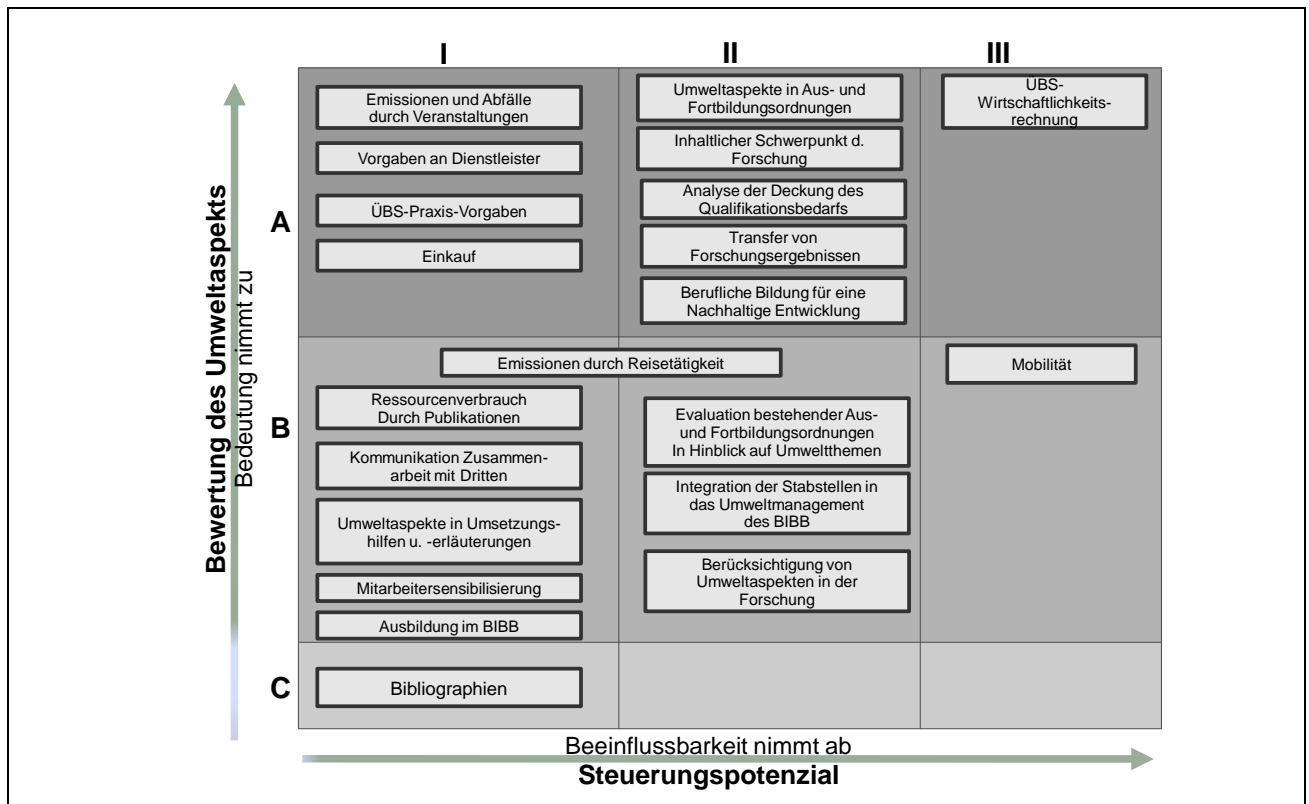 I
II
III
Bewertung des Umweltaspekts
Bedeutung nimmt zu
A
Emissionen und Abfälle
durch Veranstaltungen
Vorgaben an Dienstleister
ÜBS-Praxis-Vorgaben
Einkauf
Umweltaspekte in Aus- und
Fortbildungsordnungen
Inhaltlicher Schwerpunkt d.
Forschung
Analyse der Deckung des
Qualifikationsbedarfs
Transfer von
Forschungsergebnissen
Berufliche Bildung für eine
Nachhaltige Entwicklung
ÜBS-
Wirtschaftlichkeits-
rechnung
B
Emissionen durch Reisetätigkeit
Ressourcenverbrauch
Durch Publikationen
Kommunikation Zusammen-
arbeit mit Dritten
Umweltaspekte in Umsetzungs-
hilfen u. -erläuterungen
Mitarbeitersensibilisierung
Ausbildung im BIBB
Evaluation bestehender Aus-
und Fortbildungsordnungen
In Hinblick auf Umweltthemen
Integration der Stabstellen in
das Umweltmanagement
des BIBB
Berücksichtigung von
Umweltaspekten in der
Forschung
Mobilität
C
Bibliographien
Beeinflussbarkeit nimmt ab
Steuerungspotenzial